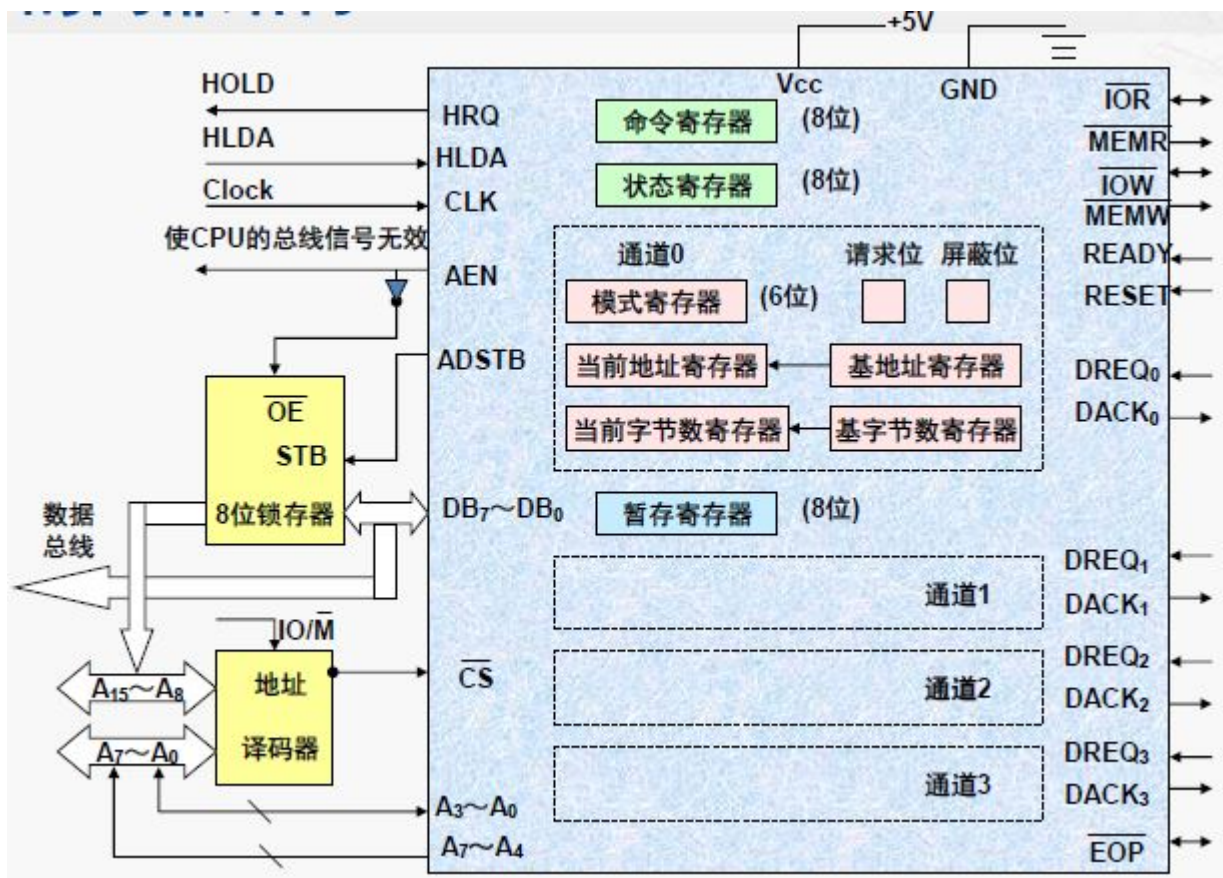 +5V
HOLD
HLDA
Clock
使CPU的总线信号无效
HRQ
HLDA
CLK
AEN
ADSTB
Vcc
GND
命令寄存器 (8位)
状态寄存器 (8位)
通道0 请求位 屏蔽位
模式寄存器 (6位)
当前地址寄存器 基地址寄存器
当前字节数寄存器 基字节数寄存器
IOR
MEMR
IOW
MEMW
READY
RESET
DREQ0
DACK0
OE
STB
8位锁存器
数据
总线
DB7～DB0
暂存寄存器 (8位)
通道1
DREQ1
DACK1
IO/M
A15～A8
地址
译码器
A7～A0
CS
通道2
DREQ2
DACK2
通道3
DREQ3
DACK3
A3～A0
A7～A4
EOP